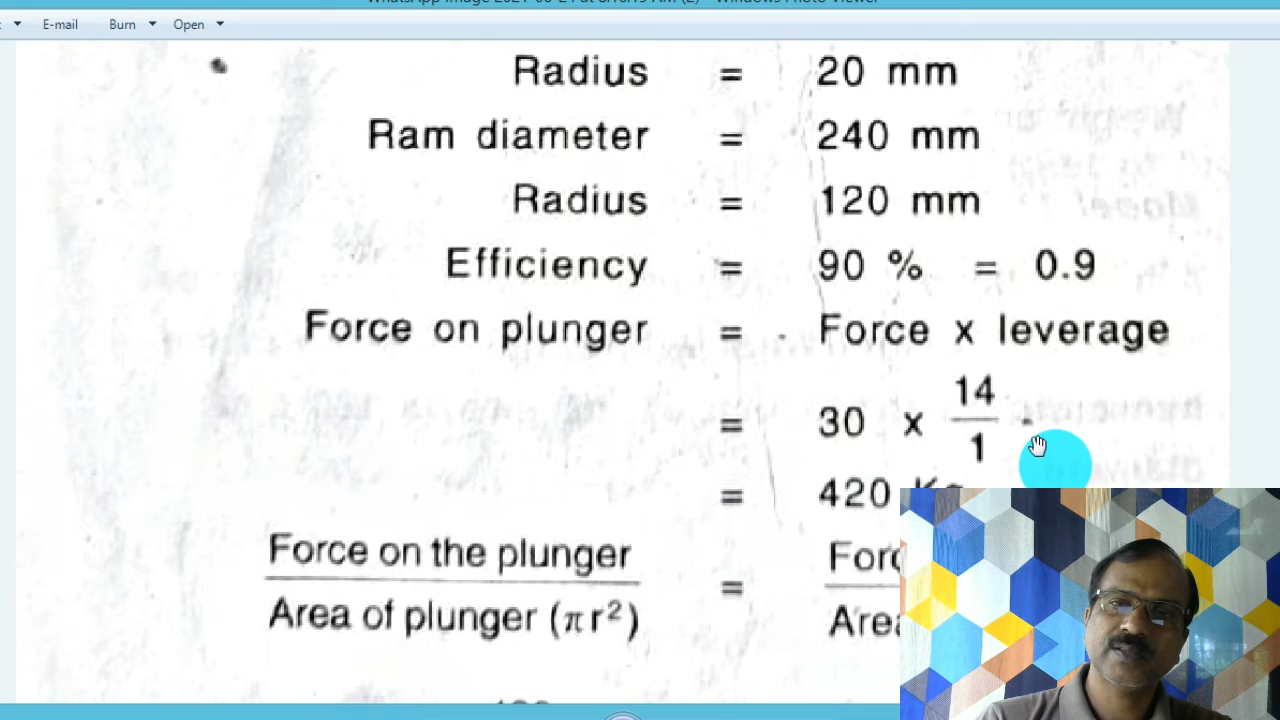 E-mail Burn Open
Radius = 20 mm
Ram diameter = 240 mm
Radius = 120 mm
Efficiency = 90 % = 0.9
Force on plunger = Force x leverage
= 30 x 14/1
= 420
Force on the plunger
Area of plunger (πr²)
=